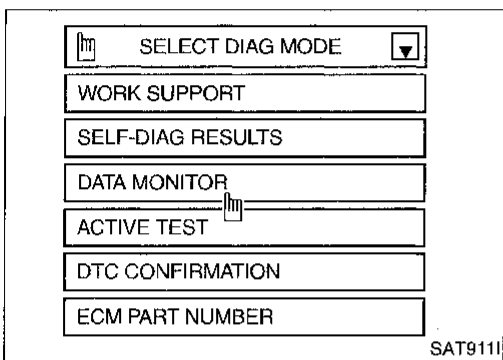 SELECT DIAG MODE
WORK SUPPORT
SELF-DIAG RESULTS
DATA MONITOR
ACTIVE TEST
DTC CONFIRMATION
ECM PART NUMBER
SAT911I